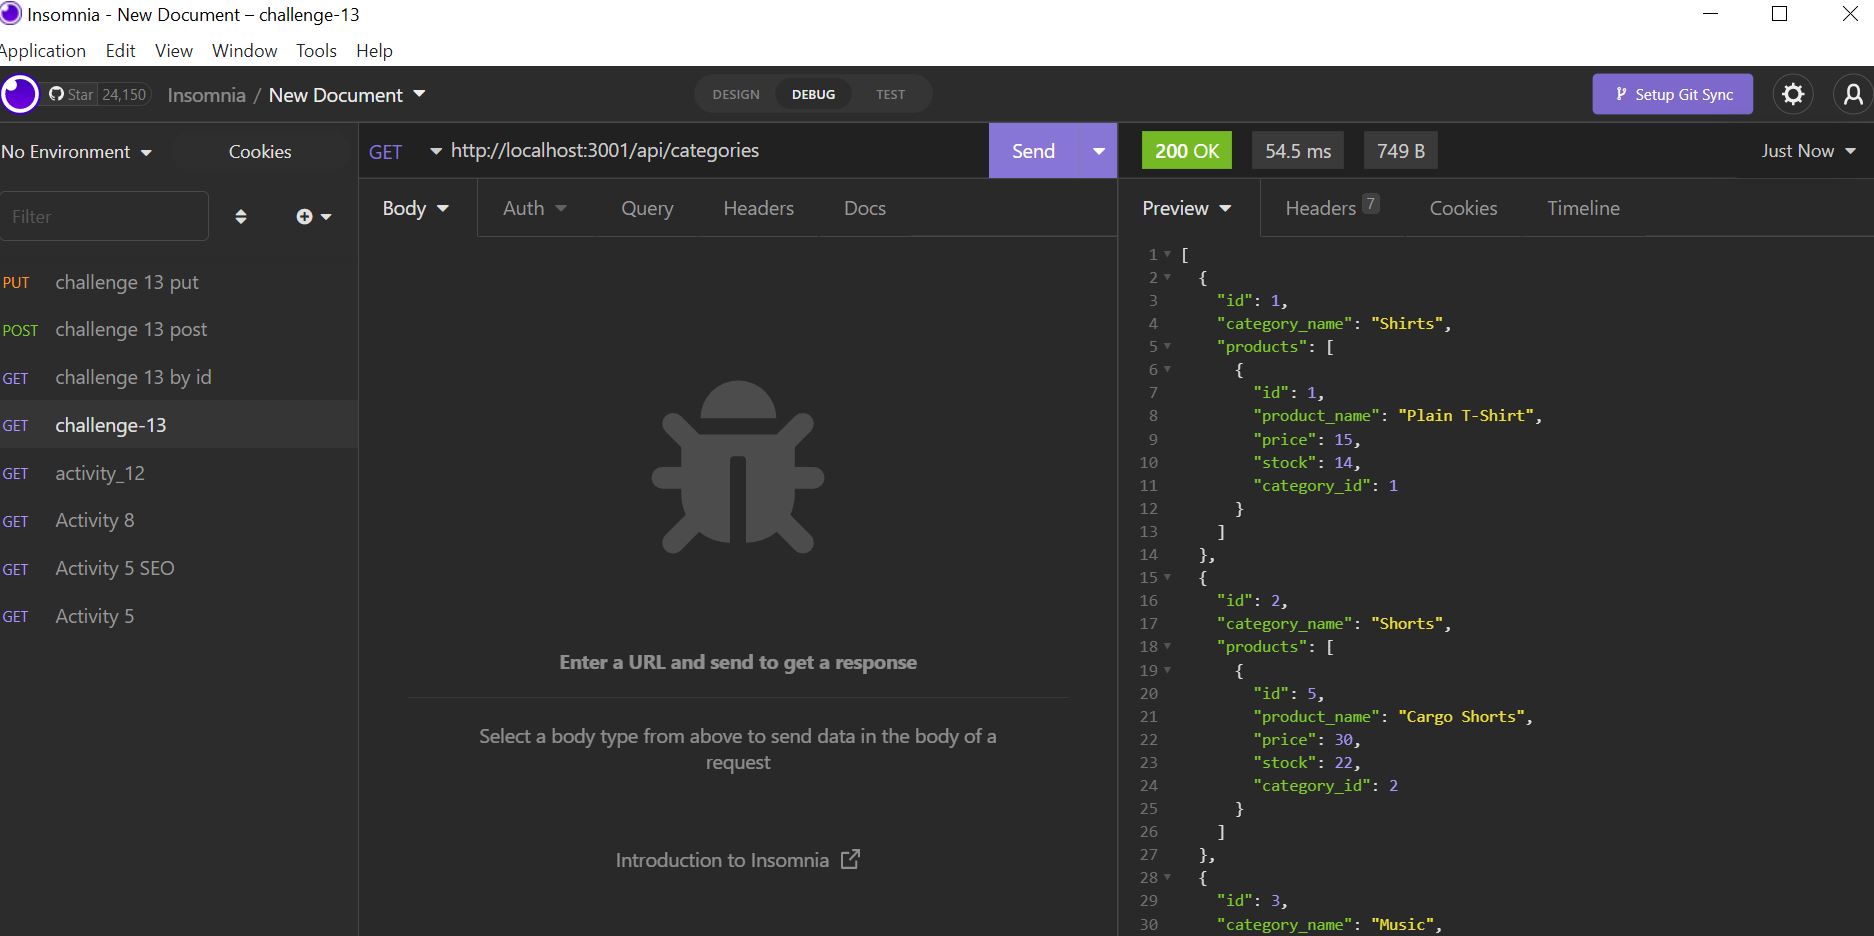 Insomnia - New Document – challenge-13
Application Edit View Window Tools Help
Star 24,150 Insomnia / New Document DESIGN DEBUG TEST Setup Git Sync
No Environment Cookies
Filter
PUT challenge 13 put
POST challenge 13 post
GET challenge 13 by id
GET challenge-13
GET activity_12
GET Activity 8
GET Activity 5 SEO
GET Activity 5
GET http://localhost:3001/api/categories Send
Body Auth Query Headers Docs
Enter a URL and send to get a response
Select a body type from above to send data in the body of a
request
Introduction to Insomnia
200 OK 54.5 ms 749 B Just Now
Preview Headers 7 Cookies Timeline
1 [
2 {
3 "id": 1,
4 "category_name": "Shirts",
5 "products": [
6 {
7 "id": 1,
8 "product_name": "Plain T-Shirt",
9 "price": 15,
10 "stock": 14,
11 "category_id": 1
12 }
13 ]
14 },
15 {
16 "id": 2,
17 "category_name": "Shorts",
18 "products": [
19 {
20 "id": 5,
21 "product_name": "Cargo Shorts",
22 "price": 30,
23 "stock": 22,
24 "category_id": 2
25 }
26 ]
27 },
28 {
29 "id": 3,
30 "category_name": "Music",